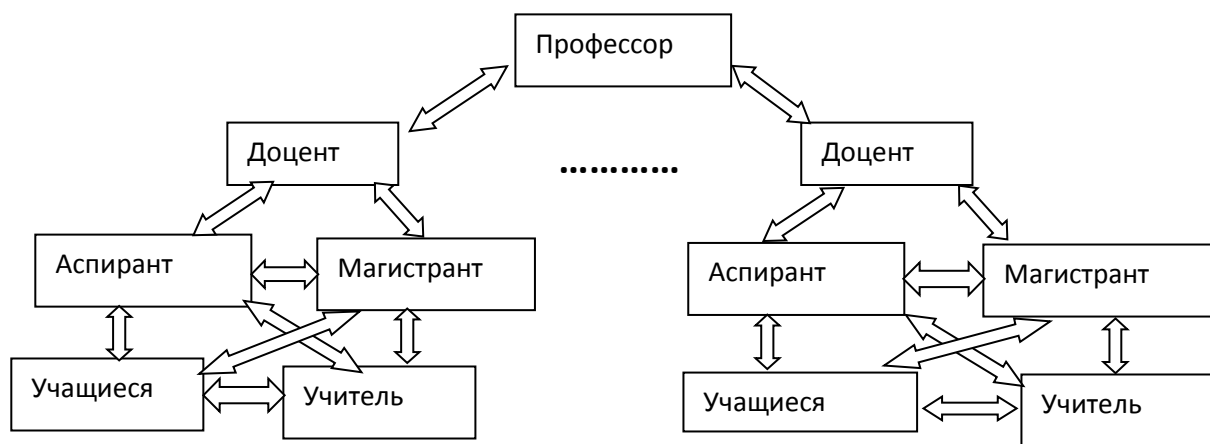 Профессор
Доцент
…………
Доцент
Аспирант
Магистрант
Аспирант
Магистрант
Учащиеся
Учитель
Учащиеся
Учитель